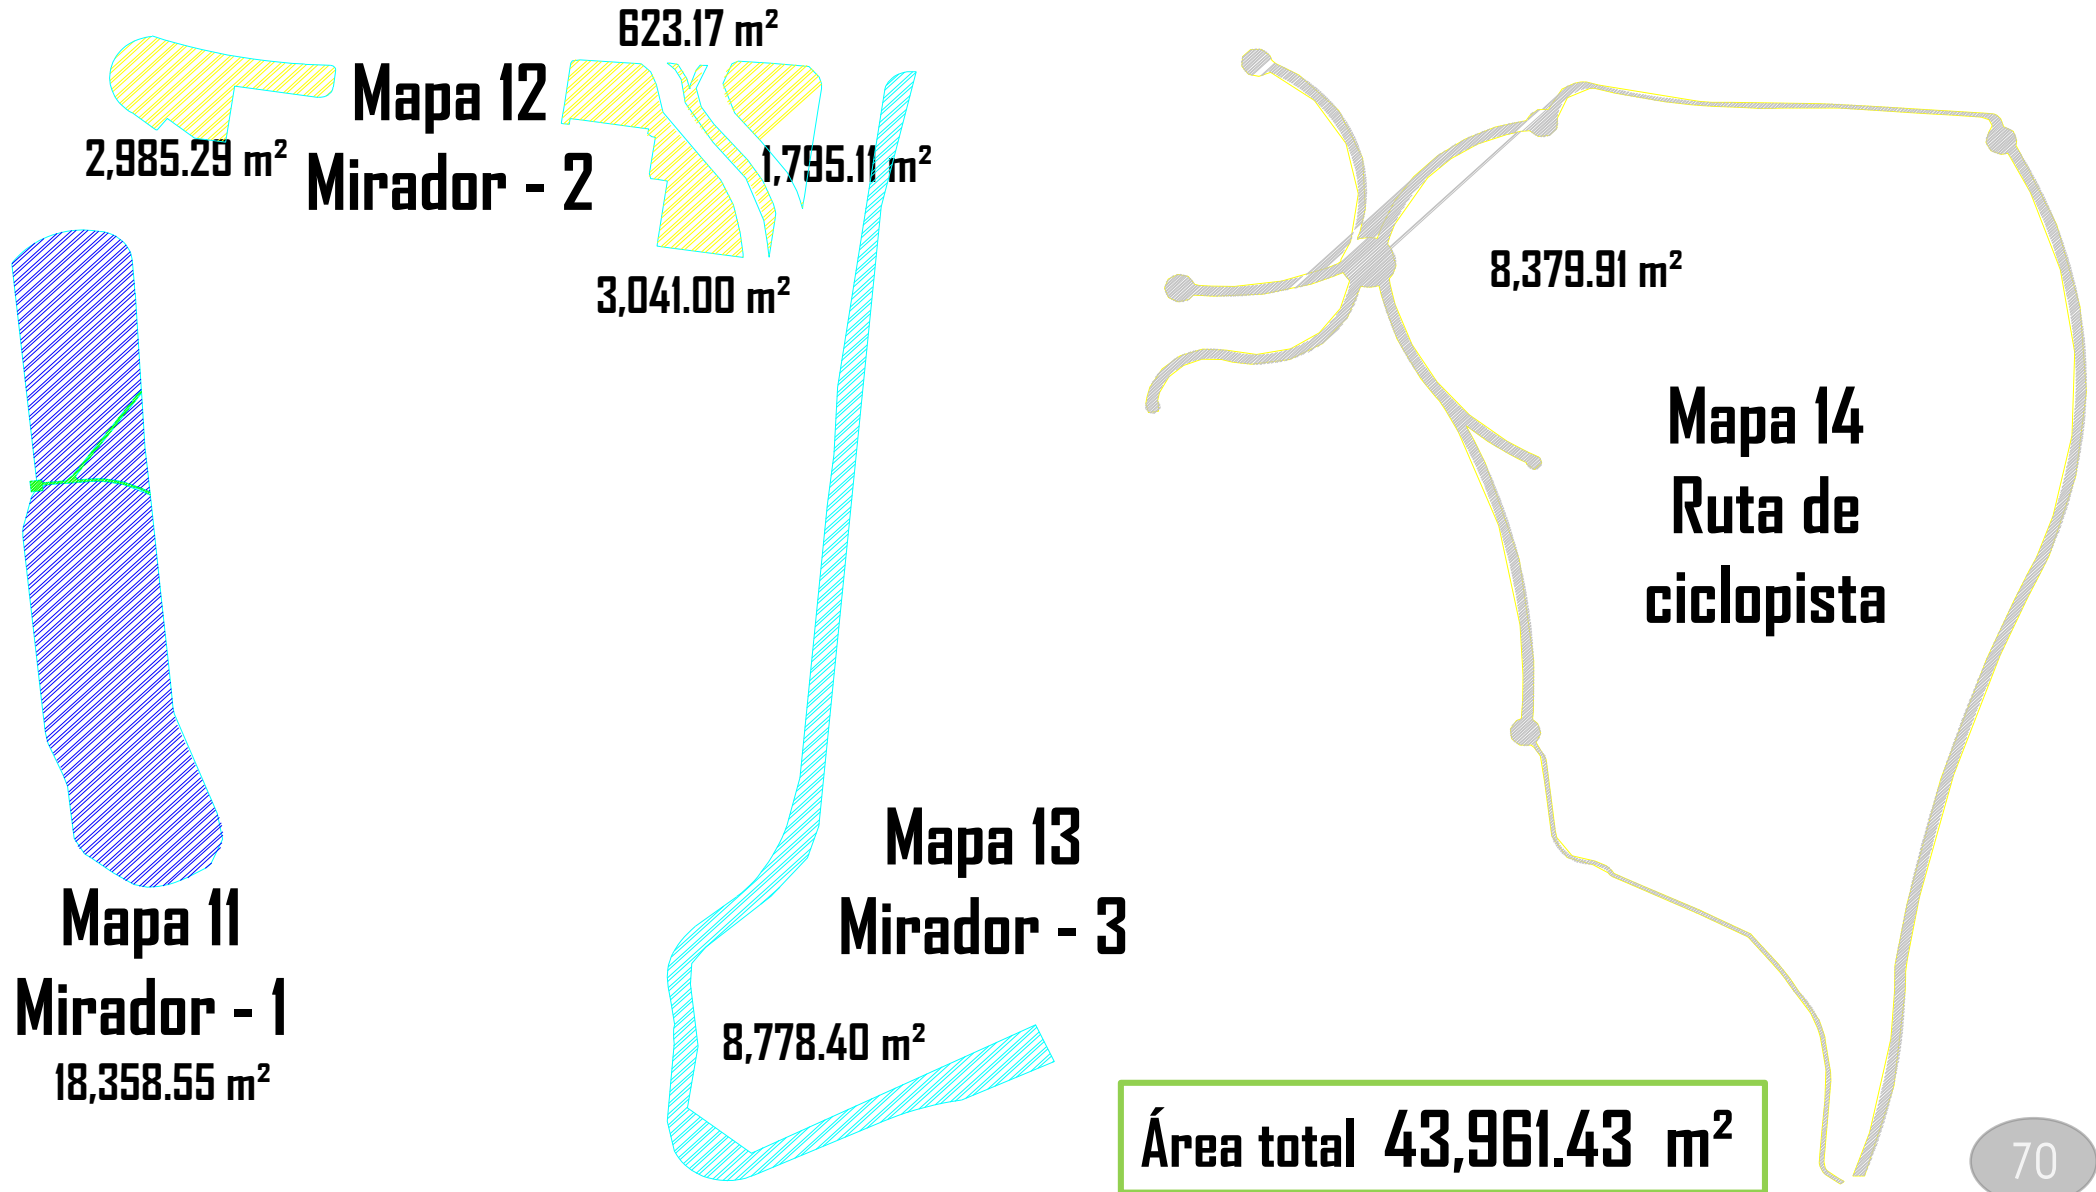 623.17 m²
Mapa 12
Mirador - 2
2,985.29 m²
1,795.11 m²
3,041.00 m²
8,379.91 m²
Mapa 14
Ruta de
ciclopista
Mapa 13
Mirador - 3
8,778.40 m²
Mapa 11
Mirador - 1
18,358.55 m²
Área total 43,961.43 m²
70